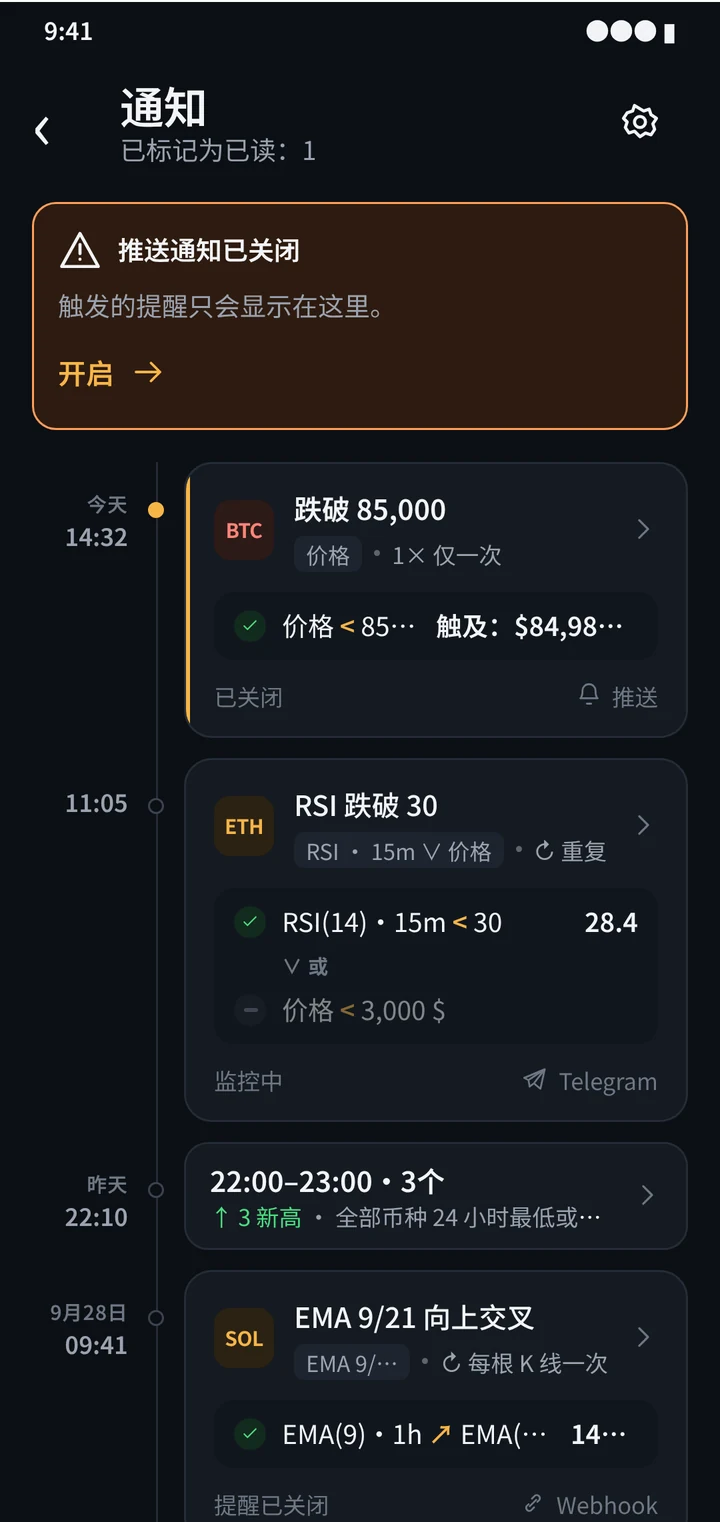 9:41
通知
已标记为已读：1
推送通知已关闭
触发的提醒只会显示在这里。
开启 →
今天
14:32
BTC
跌破 85,000
价格 • 1× 仅一次
价格 < 85… 触及：$84,98…
已关闭
推送
11:05
ETH
RSI 跌破 30
RSI • 15m ∨ 价格 • ↻ 重复
RSI(14) • 15m < 30 28.4
∨ 或
价格 < 3,000 $
监控中
Telegram
昨天
22:10
22:00–23:00 • 3个
↑ 3 新高 • 全部币种 24 小时最低或…
9月28日
09:41
SOL
EMA 9/21 向上交叉
EMA 9/… • ↻ 每根 K 线一次
EMA(9) • 1h ↗ EMA(… 14…
提醒已关闭
Webhook